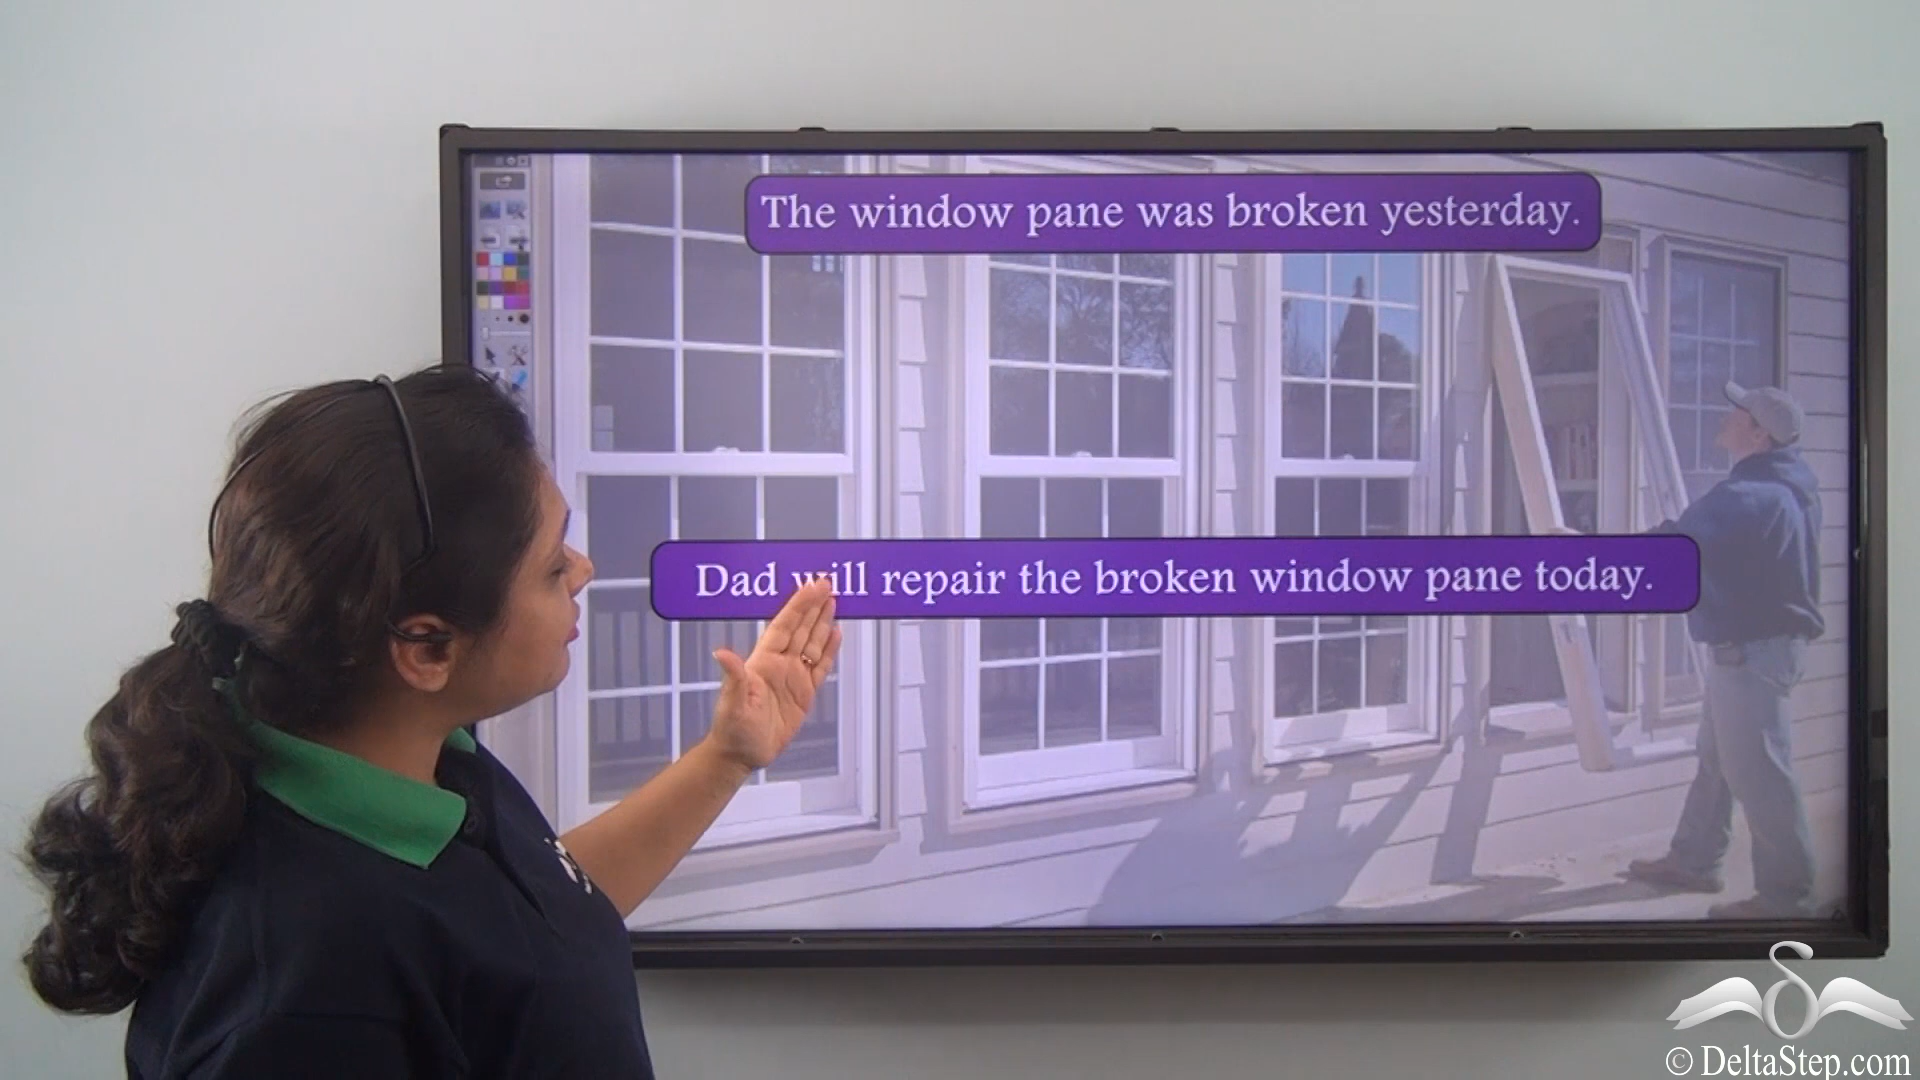 The window pane was broken yesterday.
Dad will repair the broken window pane today.
© DeltaStep.com